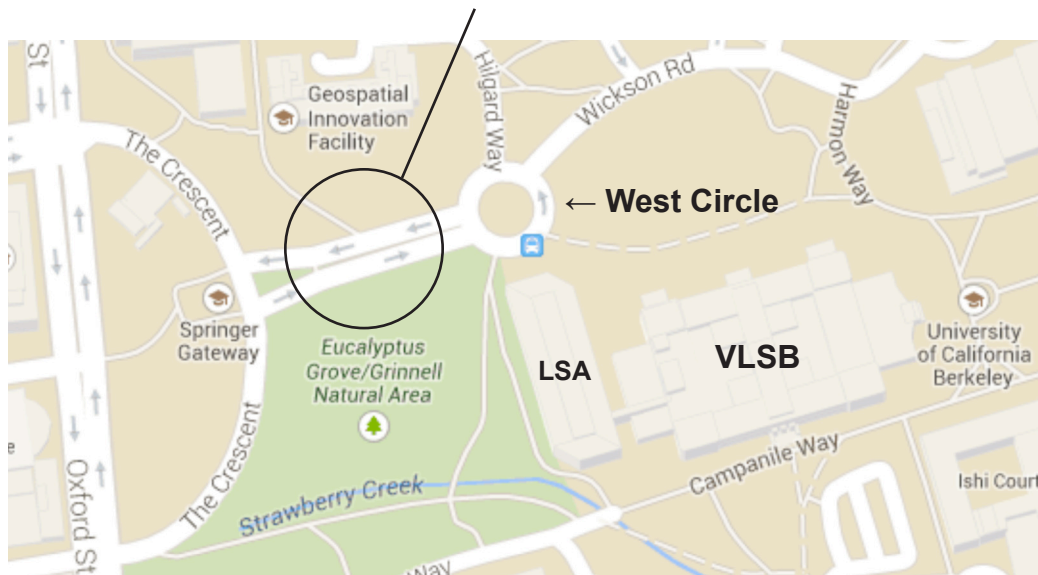 St
Geospatial
Innovation
Facility
Hilgard Way
Wickson Rd
Harmon Way
The Crescent
← West Circle
Springer
Gateway
Eucalyptus
Grove/Grinnell
Natural Area
LSA
VLSB
University
of California
Berkeley
e
The Crescent
Strawberry Creek
Campanile Way
Ishi Court
Oxford St
Way